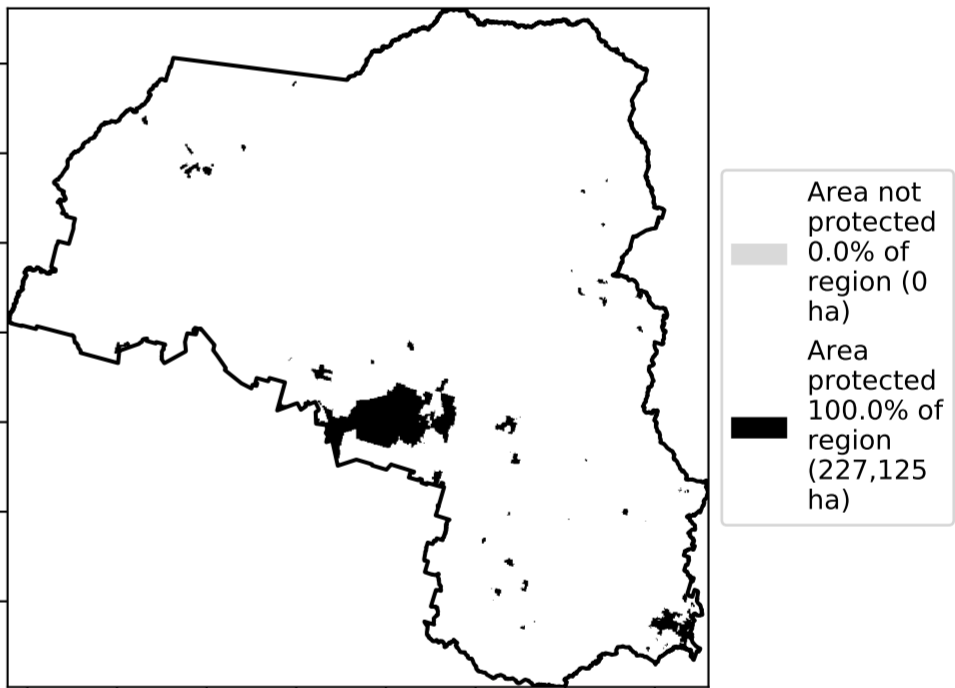 Area not
protected
0.0% of
region (0
ha)
Area
protected
100.0% of
region
(227,125
ha)